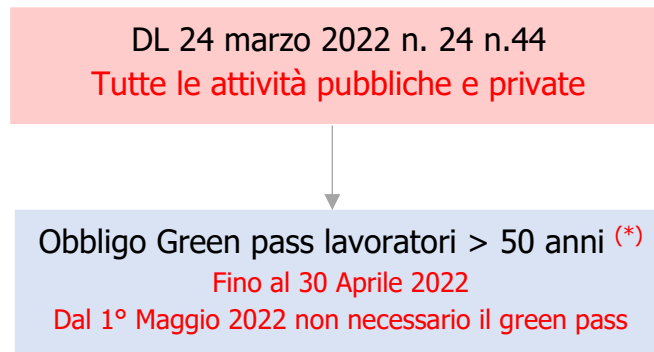 DL 24 marzo 2022 n. 24 n.44
Tutte le attività pubbliche e private
Obbligo Green pass lavoratori > 50 anni (*)
Fino al 30 Aprile 2022
Dal 1° Maggio 2022 non necessario il green pass